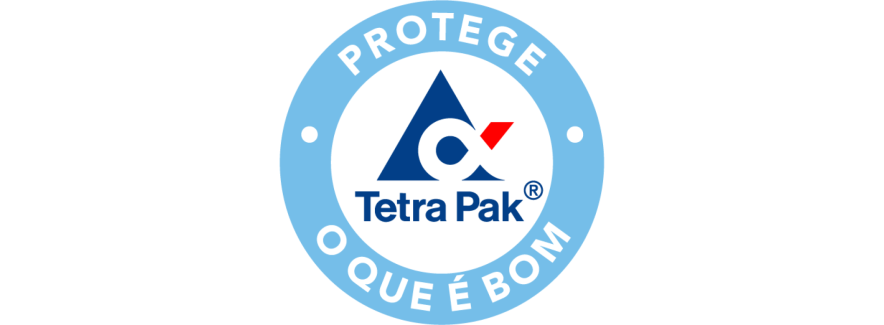 PROTEGE
Tetra Pak®
O QUE É BOM